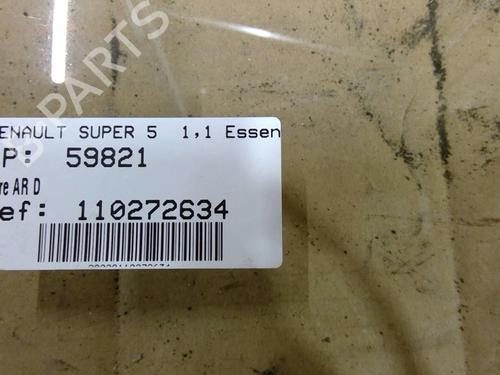 PARTS
ENAULT SUPER 5 1,1 Essen
P: 59821
re AR D
ef: 110272634